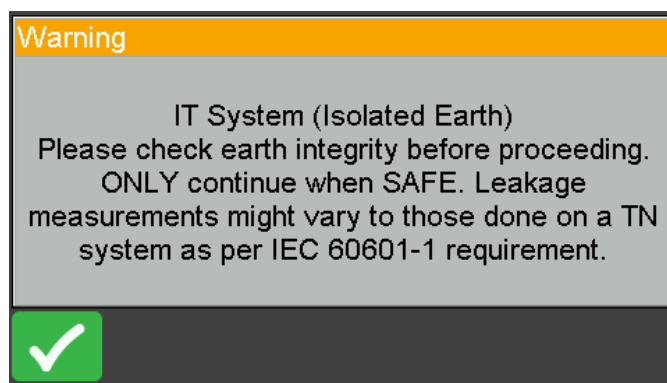 Warning
IT System (Isolated Earth)
Please check earth integrity before proceeding.
ONLY continue when SAFE. Leakage
measurements might vary to those done on a TN
system as per IEC 60601-1 requirement.